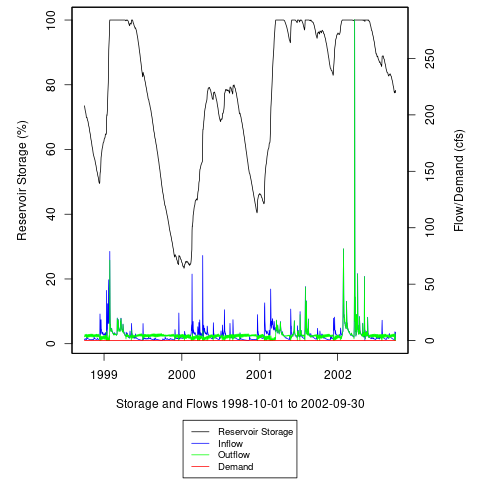 100
80
60
40
20
0
Reservoir Storage (%)
250
200
150
100
50
0
Flow/Demand (cfs)
1999 2000 2001 2002
Storage and Flows 1998-10-01 to 2002-09-30
Reservoir Storage
Inflow
Outflow
Demand